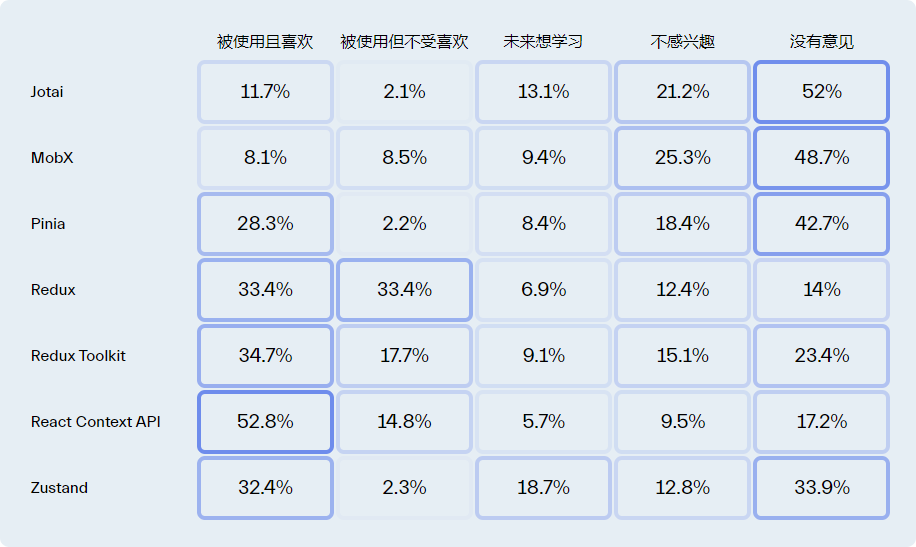 被使用且喜欢 被使用但不受喜欢 未来想学习 不感兴趣 没有意见
Jotai 11.7% 2.1% 13.1% 21.2% 52%
MobX 8.1% 8.5% 9.4% 25.3% 48.7%
Pinia 28.3% 2.2% 8.4% 18.4% 42.7%
Redux 33.4% 33.4% 6.9% 12.4% 14%
Redux Toolkit 34.7% 17.7% 9.1% 15.1% 23.4%
React Context API 52.8% 14.8% 5.7% 9.5% 17.2%
Zustand 32.4% 2.3% 18.7% 12.8% 33.9%